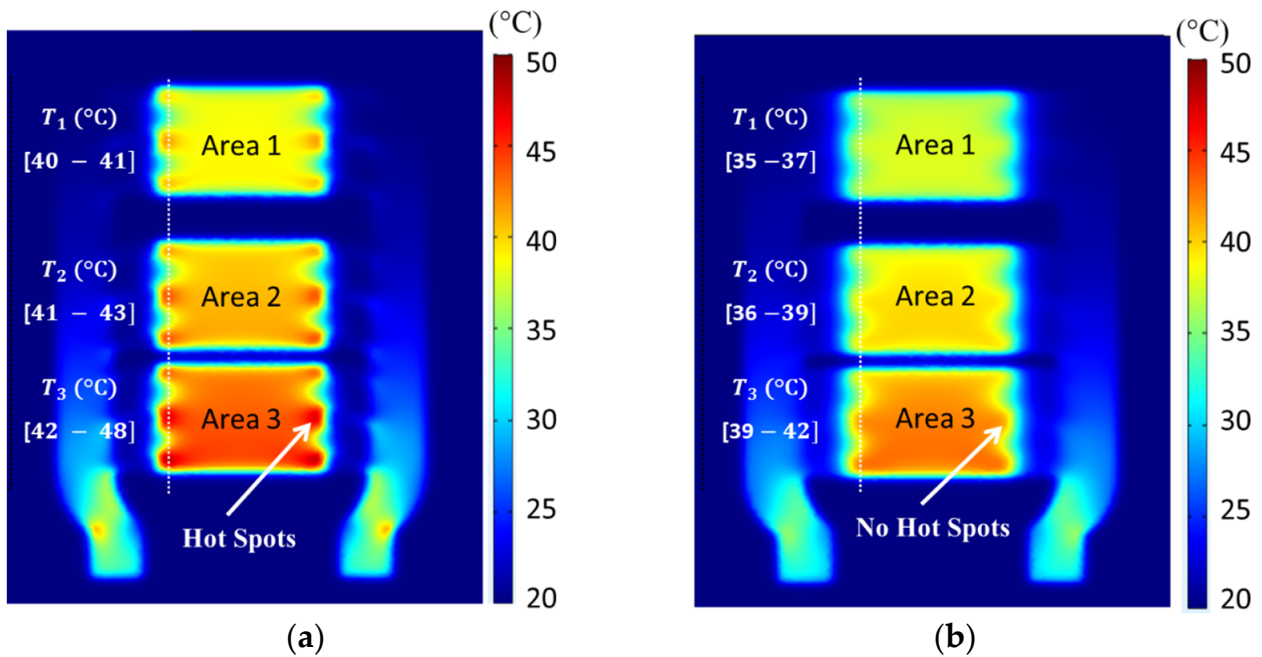 (°C)
50
45
40
35
30
25
20
T₁ (°C)
[40 – 41]
Area 1
T₂ (°C)
[41 – 43]
Area 2
T₃ (°C)
[42 – 48]
Area 3
Hot Spots
(a)
(°C)
50
45
40
35
30
25
20
T₁ (°C)
[35 –37]
Area 1
T₂ (°C)
[36 –39]
Area 2
T₃ (°C)
[39 – 42]
Area 3
No Hot Spots
(b)